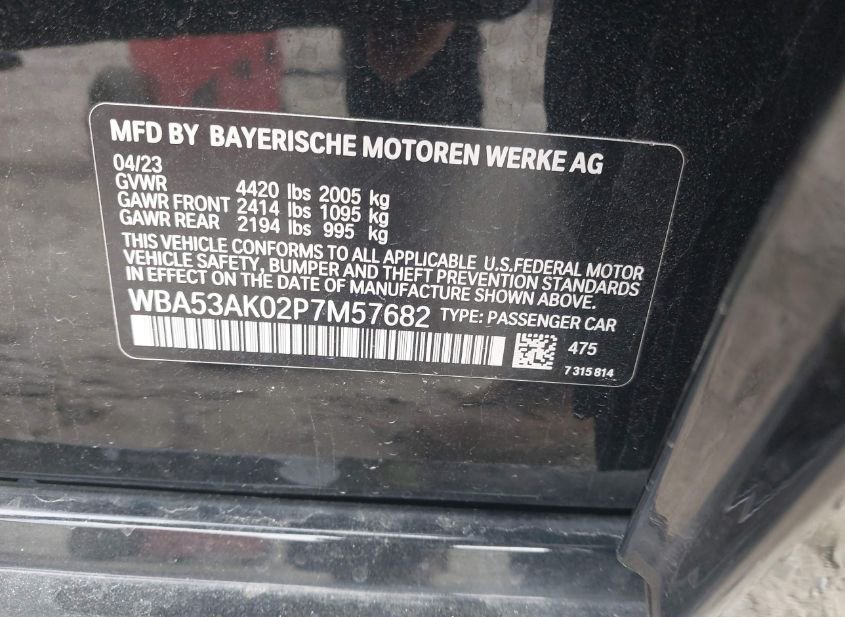 MFD BY BAYERISCHE MOTOREN WERKE AG
04/23
GVWR 4420 lbs 2005 kg
GAWR FRONT 2414 lbs 1095 kg
GAWR REAR 2194 lbs 995 kg
THIS VEHICLE CONFORMS TO ALL APPLICABLE U.S.FEDERAL MOTOR
VEHICLE SAFETY, BUMPER AND THEFT PREVENTION STANDARDS
IN EFFECT ON THE DATE OF MANUFACTURE SHOWN ABOVE.
WBA53AK02P7M57682 TYPE: PASSENGER CAR
475
7 315 814